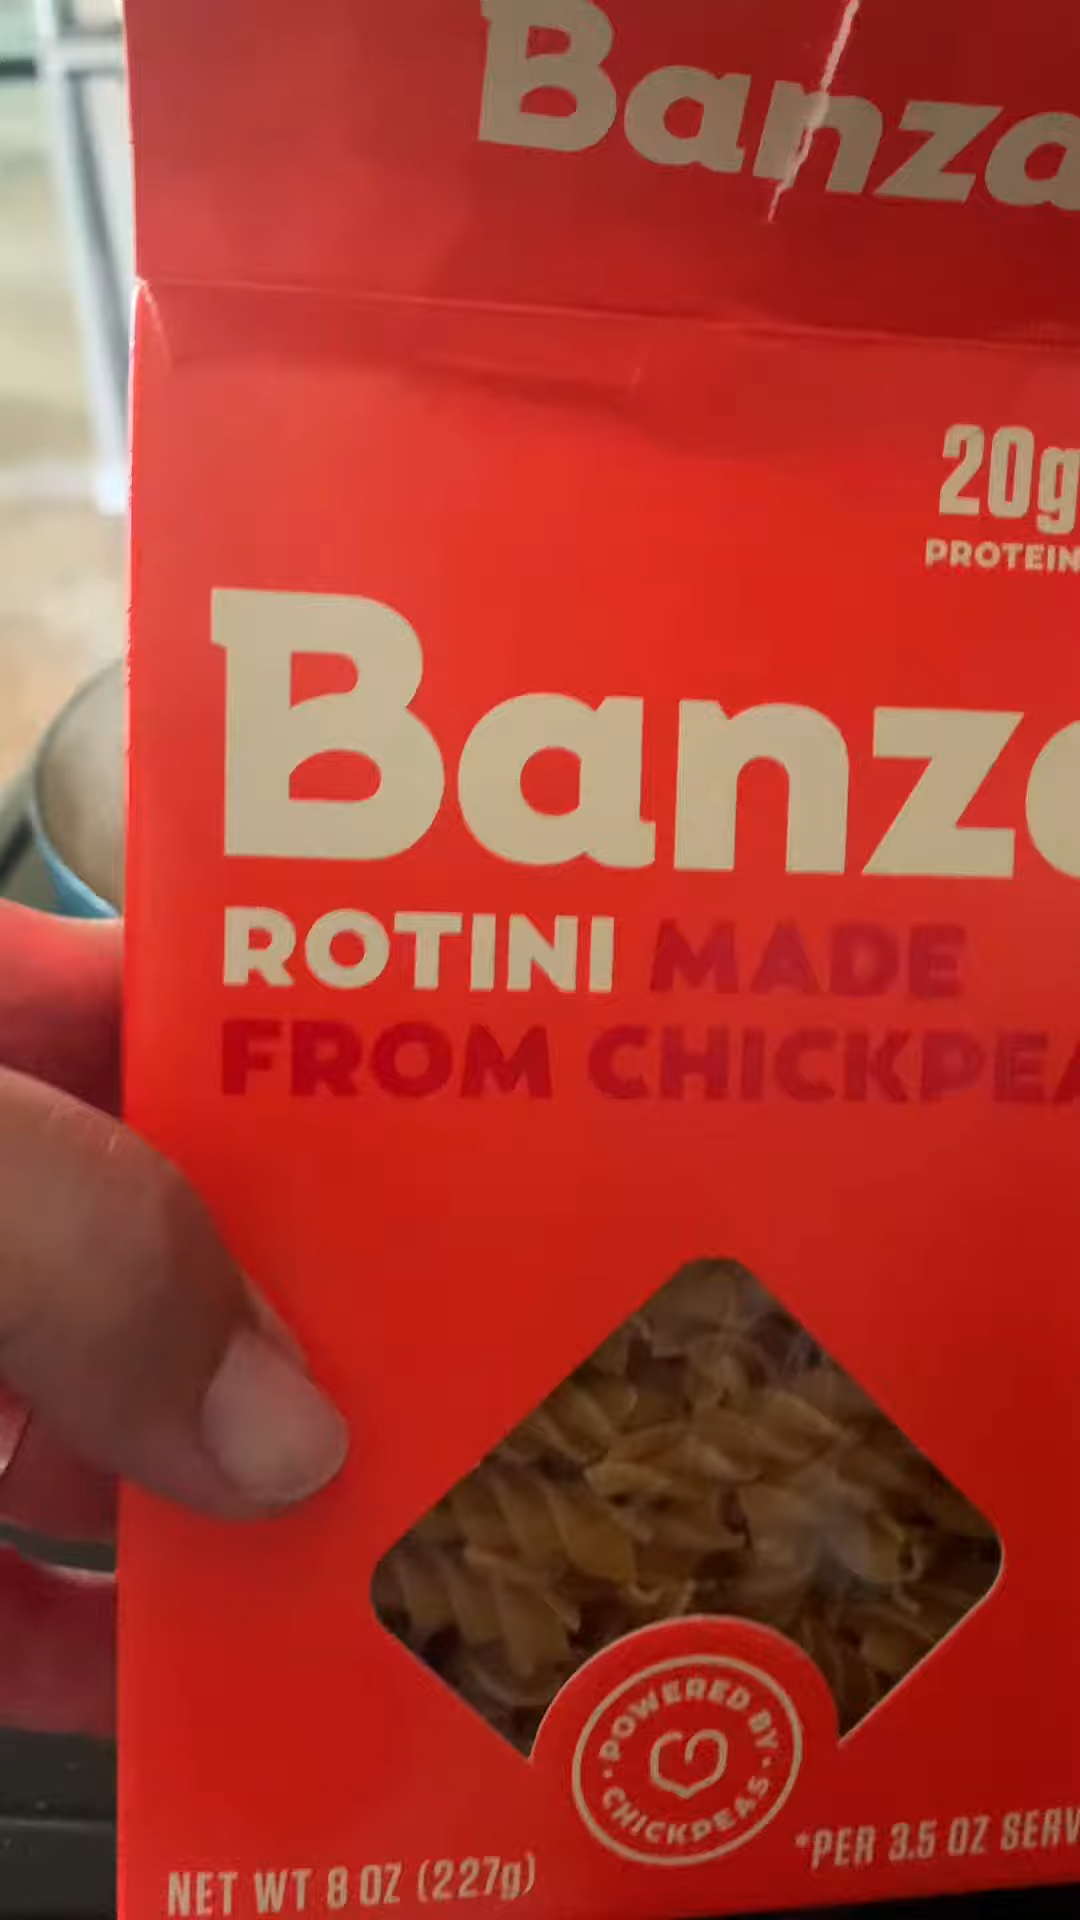 Banza
20g
PROTEIN
Banza
ROTINI MADE
FROM CHICKPEA
POWERED BY
CHICKPEAS
*PER 3.5 OZ SERV
NET WT 8 OZ (227g)